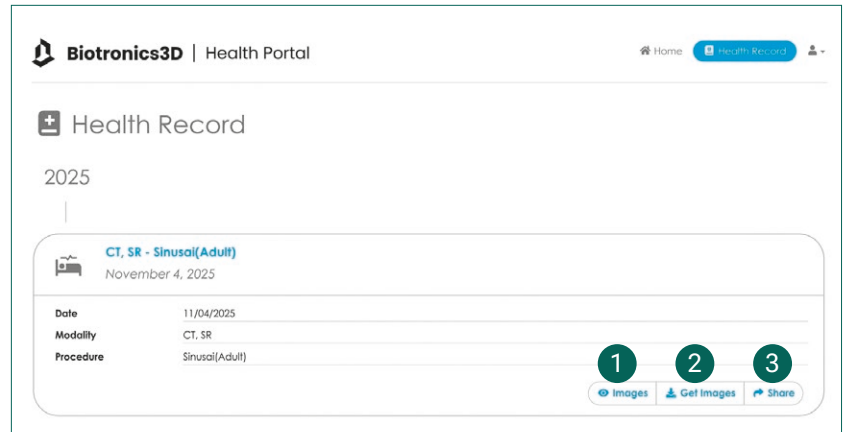 Biotronics3D | Health Portal
Home
Health Record
Health Record
2025
CT, SR - Sinusai(Adult)
November 4, 2025
Date 11/04/2025
Modality CT, SR
Procedure Sinusai(Adult)
1 2 3
Images Get Images Share